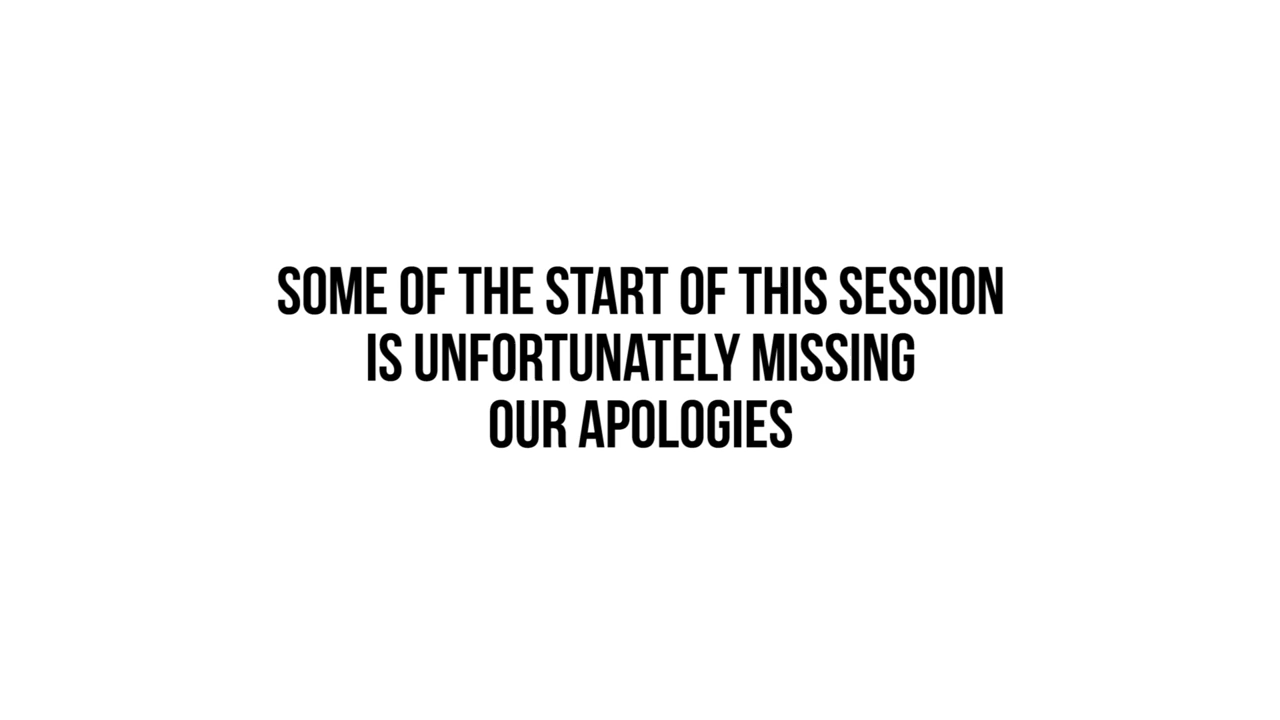 SOME OF THE START OF THIS SESSION
IS UNFORTUNATELY MISSING
OUR APOLOGIES